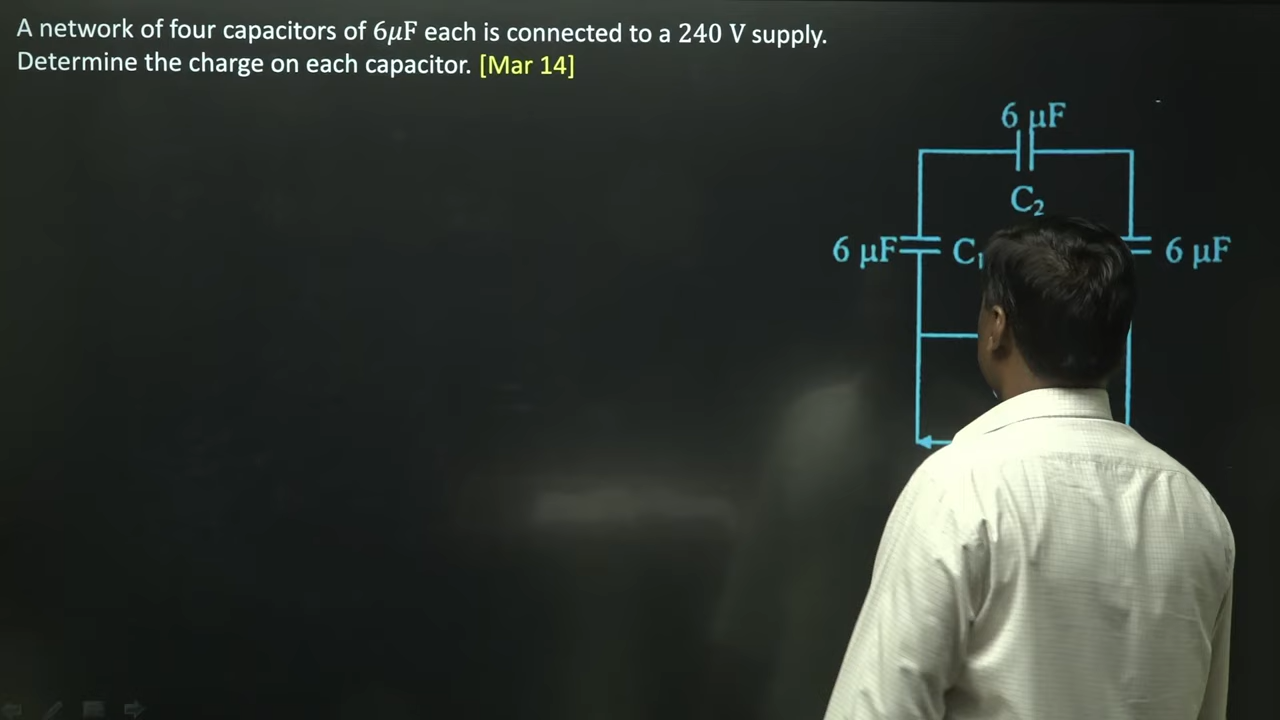 A network of four capacitors of 6μF each is connected to a 240 V supply.
Determine the charge on each capacitor. [Mar 14]
6 μF
C₂
6 μF
C₁
6 μF